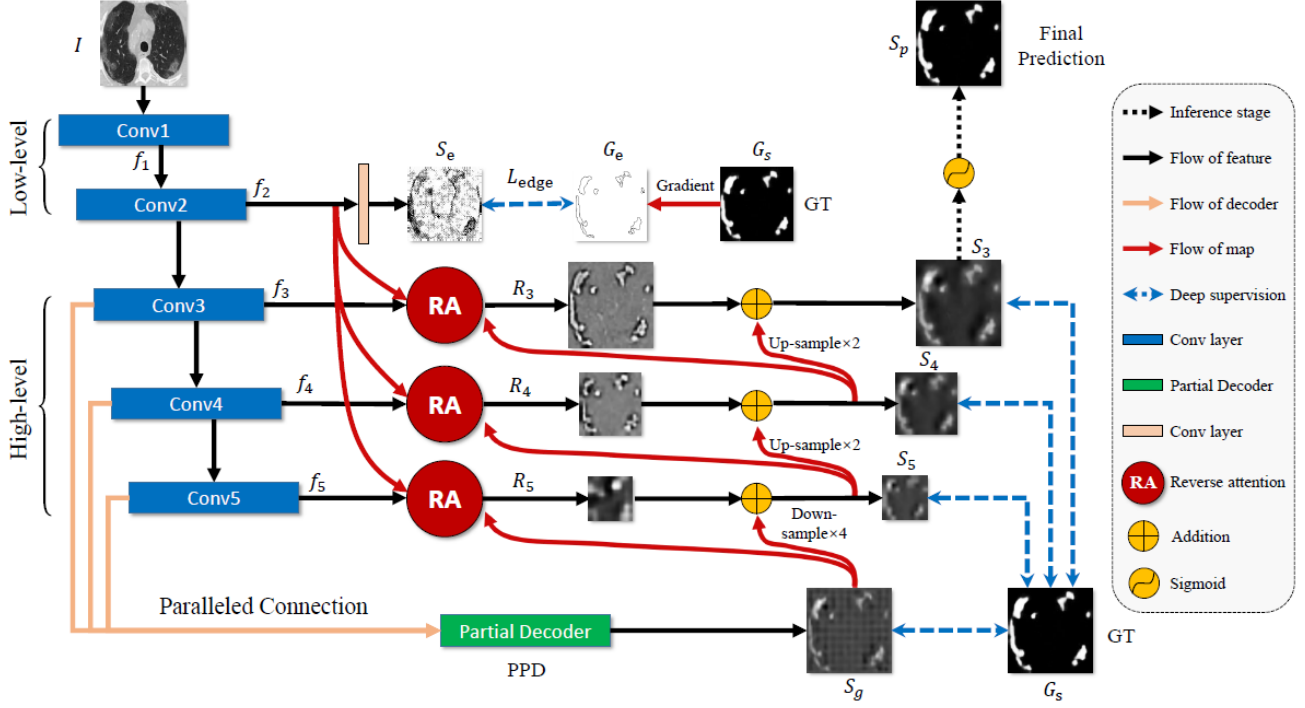 I
Conv1
Low-level
f₁
Conv2
f₂
Sₑ
L_edge
Gₑ
Gradient
Gₛ
GT
Sₚ
Final
Prediction
Conv3
f₃
RA
R₃
S₃
Up-sample×2
High-level
Conv4
f₄
RA
R₄
S₄
Up-sample×2
Conv5
f₅
RA
R₅
S₅
Down-
sample×4
Paralleled Connection
Partial Decoder
PPD
S_g
GT
Gₛ
Inference stage
Flow of feature
Flow of decoder
Flow of map
Deep supervision
Conv layer
Partial Decoder
Conv layer
RA Reverse attention
Addition
Sigmoid